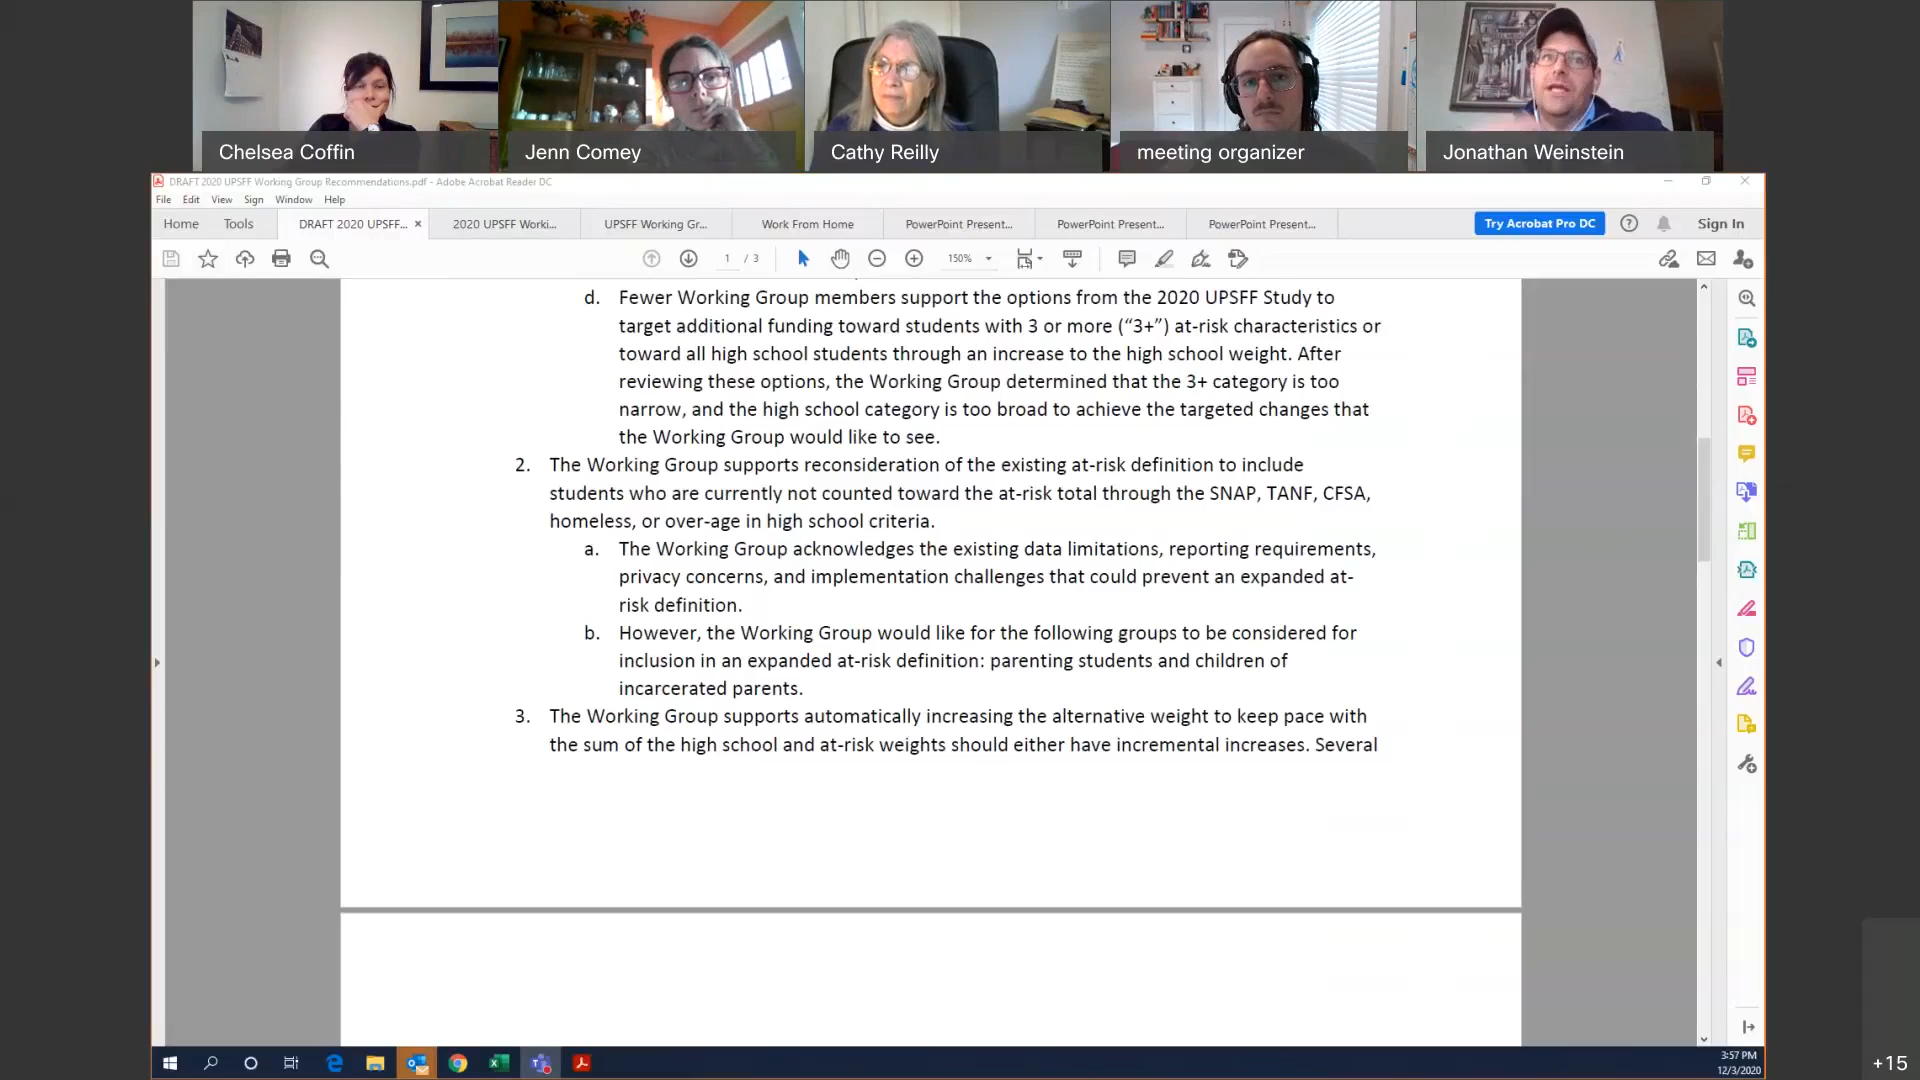 Chelsea Coffin
Jenn Comey
Cathy Reilly
meeting organizer
Jonathan Weinstein
DRAFT 2020 UPSFF Working Group Recommendations.pdf - Adobe Acrobat Reader DC
File Edit View Sign Window Help
Home Tools DRAFT 2020 UPSFF... × 2020 UPSFF Worki... UPSFF Working Gr... Work From Home PowerPoint Present... PowerPoint Present... PowerPoint Present... Try Acrobat Pro DC Sign In
1 / 3 150%
d. Fewer Working Group members support the options from the 2020 UPSFF Study to
target additional funding toward students with 3 or more (“3+”) at-risk characteristics or
toward all high school students through an increase to the high school weight. After
reviewing these options, the Working Group determined that the 3+ category is too
narrow, and the high school category is too broad to achieve the targeted changes that
the Working Group would like to see.
2. The Working Group supports reconsideration of the existing at-risk definition to include
students who are currently not counted toward the at-risk total through the SNAP, TANF, CFSA,
homeless, or over-age in high school criteria.
a. The Working Group acknowledges the existing data limitations, reporting requirements,
privacy concerns, and implementation challenges that could prevent an expanded at-
risk definition.
b. However, the Working Group would like for the following groups to be considered for
inclusion in an expanded at-risk definition: parenting students and children of
incarcerated parents.
3. The Working Group supports automatically increasing the alternative weight to keep pace with
the sum of the high school and at-risk weights should either have incremental increases. Several
3:57 PM
12/3/2020
+15